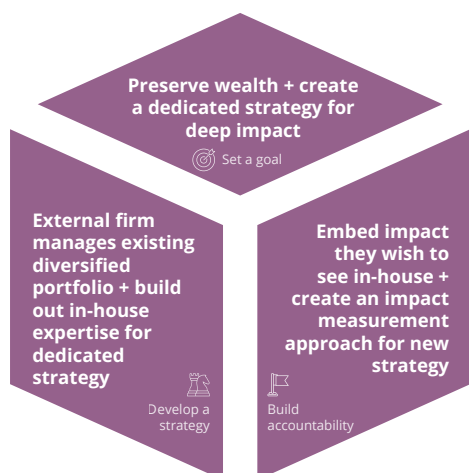 Preserve wealth + create
a dedicated strategy for
deep impact
Set a goal
External firm
manages existing
diversified
portfolio + build
out in-house
expertise for
dedicated
strategy
Develop a
strategy
Embed impact
they wish to
see in-house +
create an impact
measurement
approach for new
strategy
Build
accountability